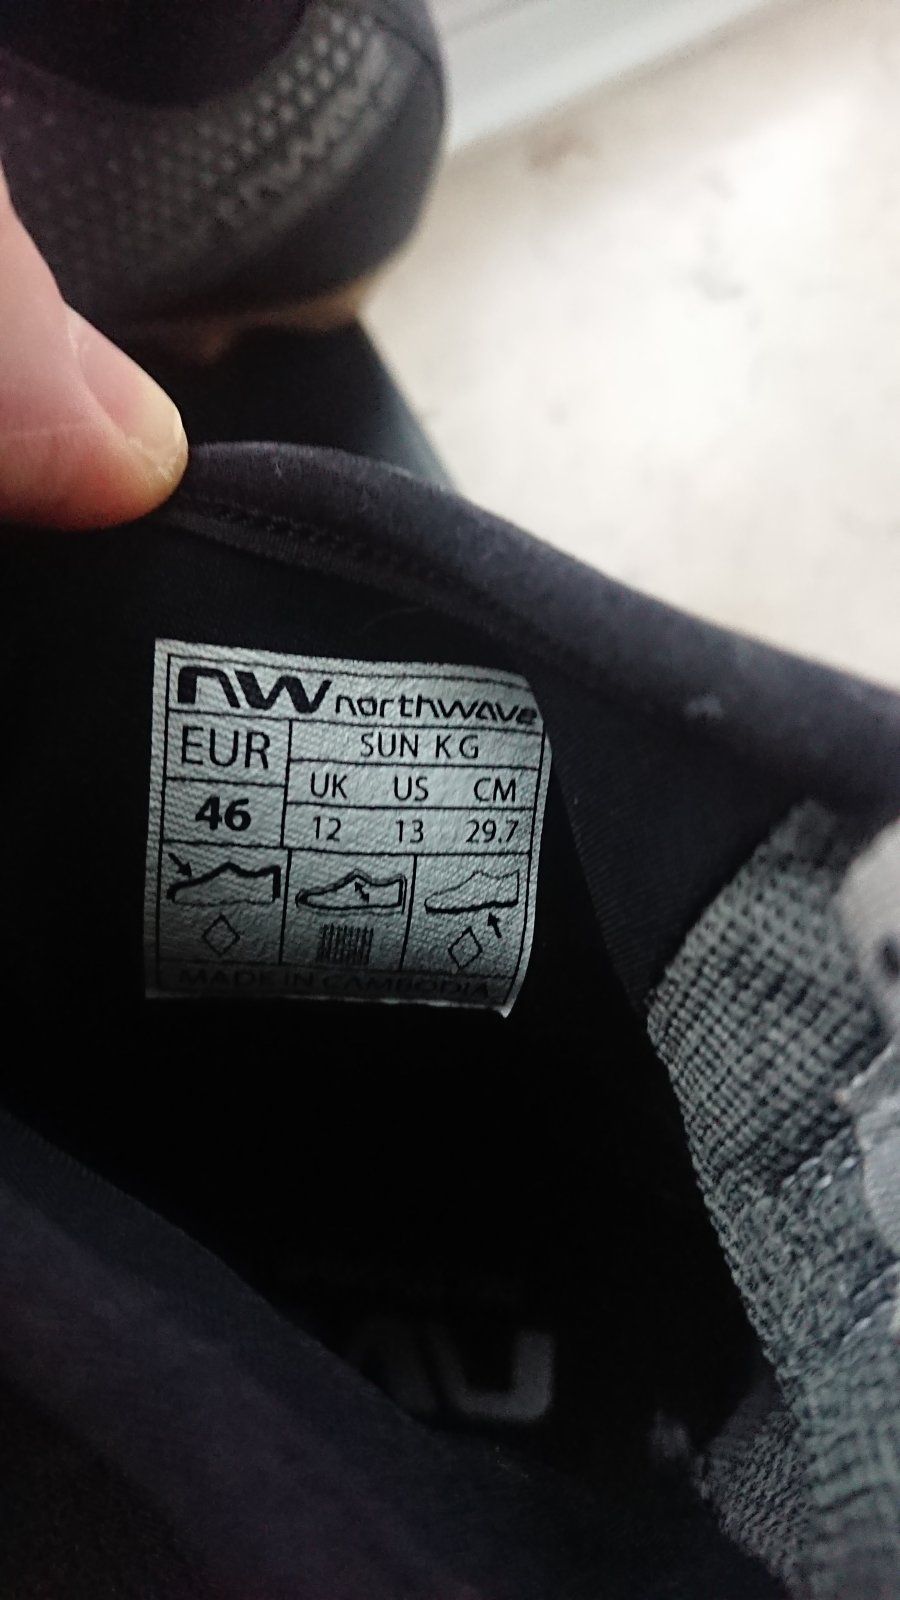 nw northwave
EUR
SUN KG
UK US CM
46
12 13 29.7
MADE IN CAMBODIA